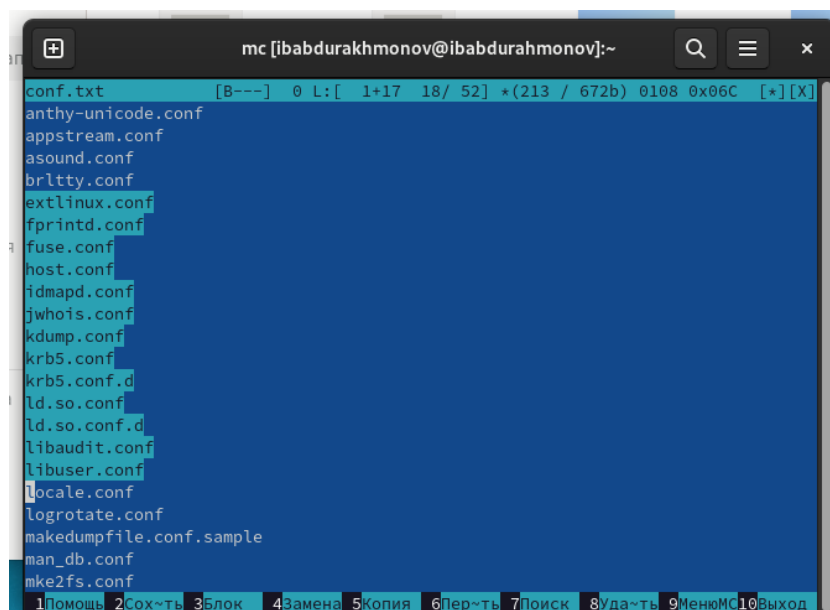 mc [ibabdurakhmonov@ibabdurahmonov]:~
conf.txt [B---] 0 L:[ 1+17 18/ 52] *(213 / 672b) 0108 0x06C [*][X]
anthy-unicode.conf
appstream.conf
asound.conf
brltty.conf
extlinux.conf
fprintd.conf
fuse.conf
host.conf
idmapd.conf
jwhois.conf
kdump.conf
krb5.conf
krb5.conf.d
ld.so.conf
ld.so.conf.d
libaudit.conf
libuser.conf
locale.conf
logrotate.conf
makedumpfile.conf.sample
man_db.conf
mke2fs.conf
1Помощь 2Сох~ть 3Блок 4Замена 5Копия 6Пер~ть 7Поиск 8Уда~ть 9МенюМС10Выход